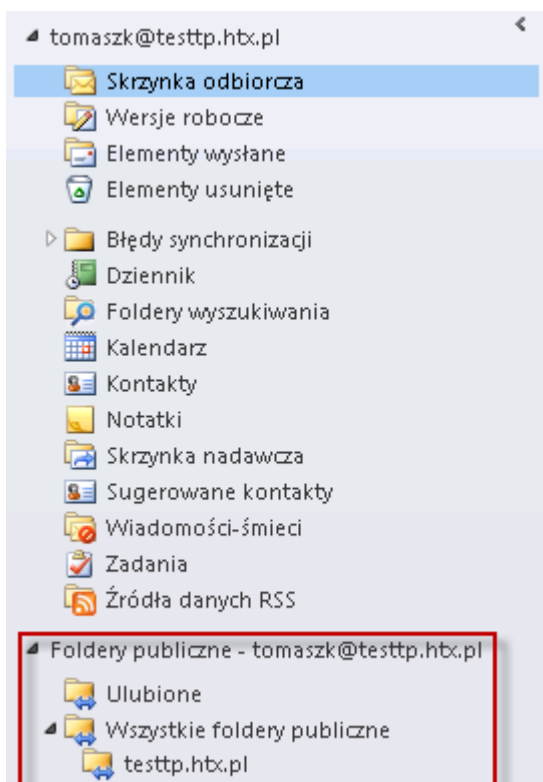 tomaszk@testtp.htx.pl
Skrzynka odbiorcza
Wersje robocze
Elementy wysłane
Elementy usunięte
Błędy synchronizacji
Dziennik
Foldery wyszukiwania
Kalendarz
Kontakty
Notatki
Skrzynka nadawcza
Sugerowane kontakty
Wiadomości-śmieci
Zadania
Źródła danych RSS
Foldery publiczne - tomaszk@testtp.htx.pl
Ulubione
Wszystkie foldery publiczne
testtp.htx.pl